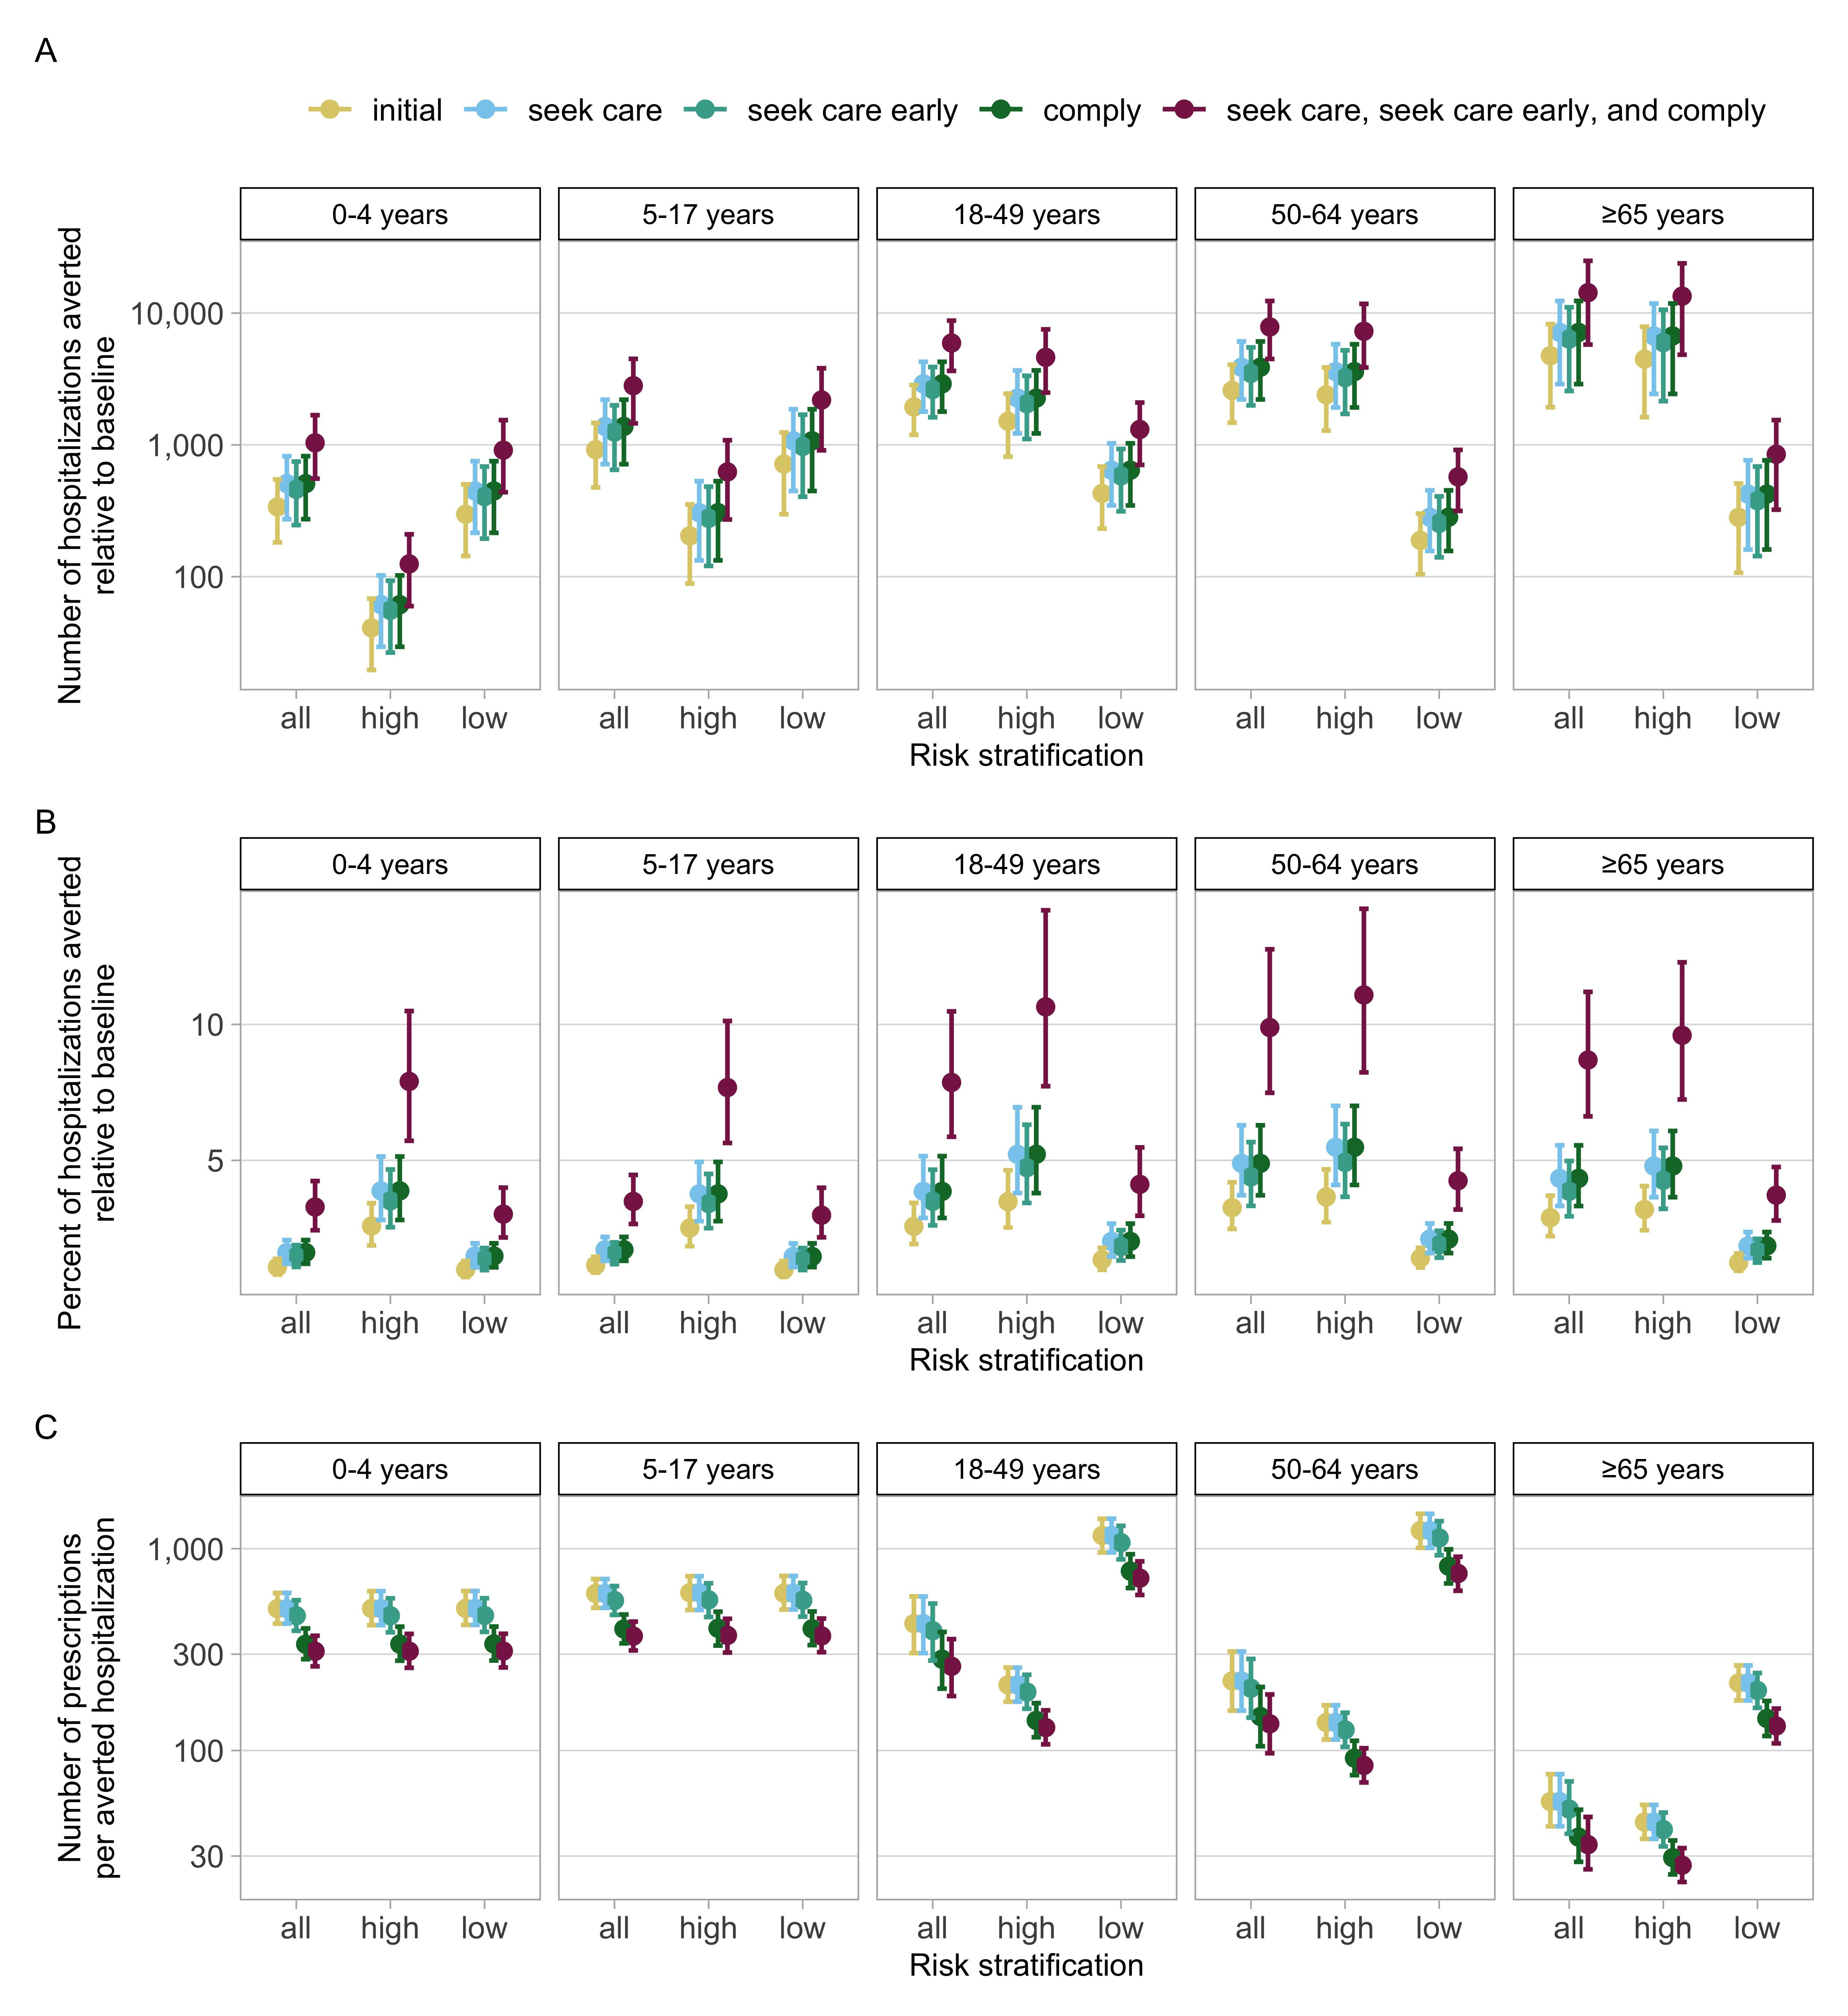 A
initial seek care seek care early comply seek care, seek care early, and comply
0-4 years 5-17 years 18-49 years 50-64 years ≥65 years
Number of hospitalizations averted
relative to baseline
10,000
1,000
100
all high low all high low all high low all high low all high low
Risk stratification
B
0-4 years 5-17 years 18-49 years 50-64 years ≥65 years
Percent of hospitalizations averted
relative to baseline
10
5
all high low all high low all high low all high low all high low
Risk stratification
C
0-4 years 5-17 years 18-49 years 50-64 years ≥65 years
Number of prescriptions
per averted hospitalization
1,000
300
100
30
all high low all high low all high low all high low all high low
Risk stratification